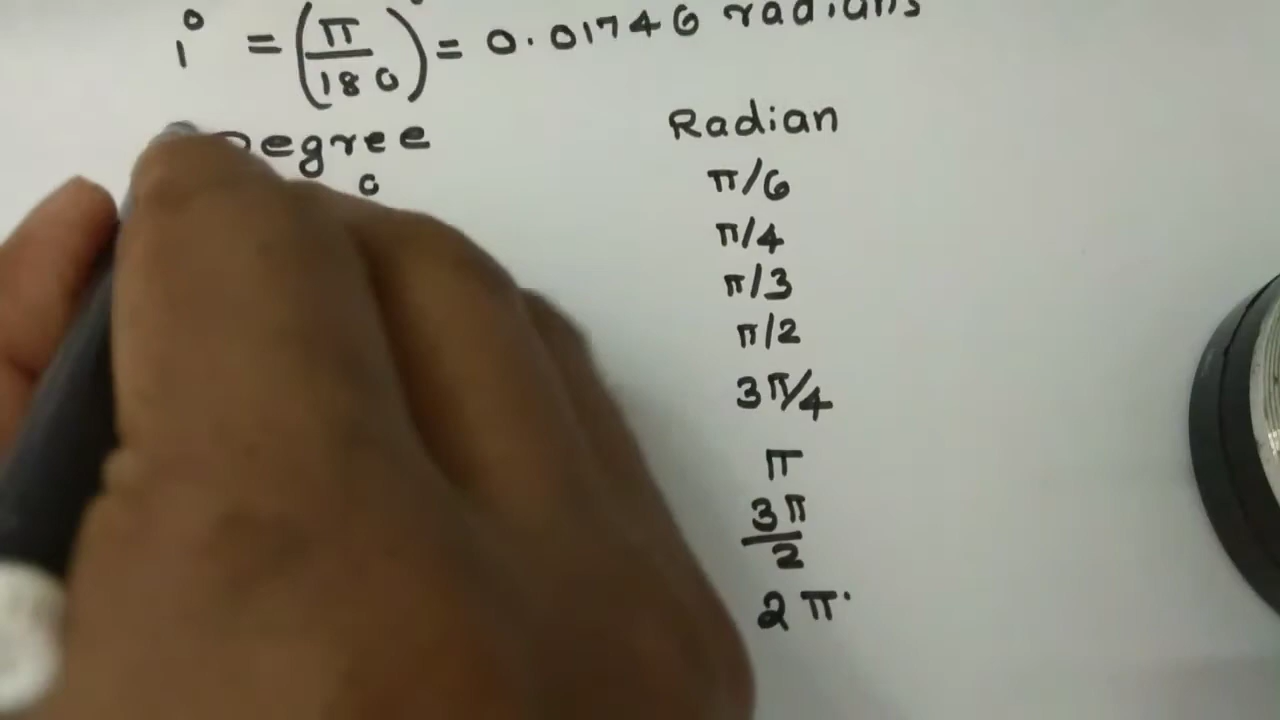 1° = (π/180) = 0.01746 radians
Degree Radian
π/6
π/4
π/3
π/2
3π/4
π
3π/2
2π